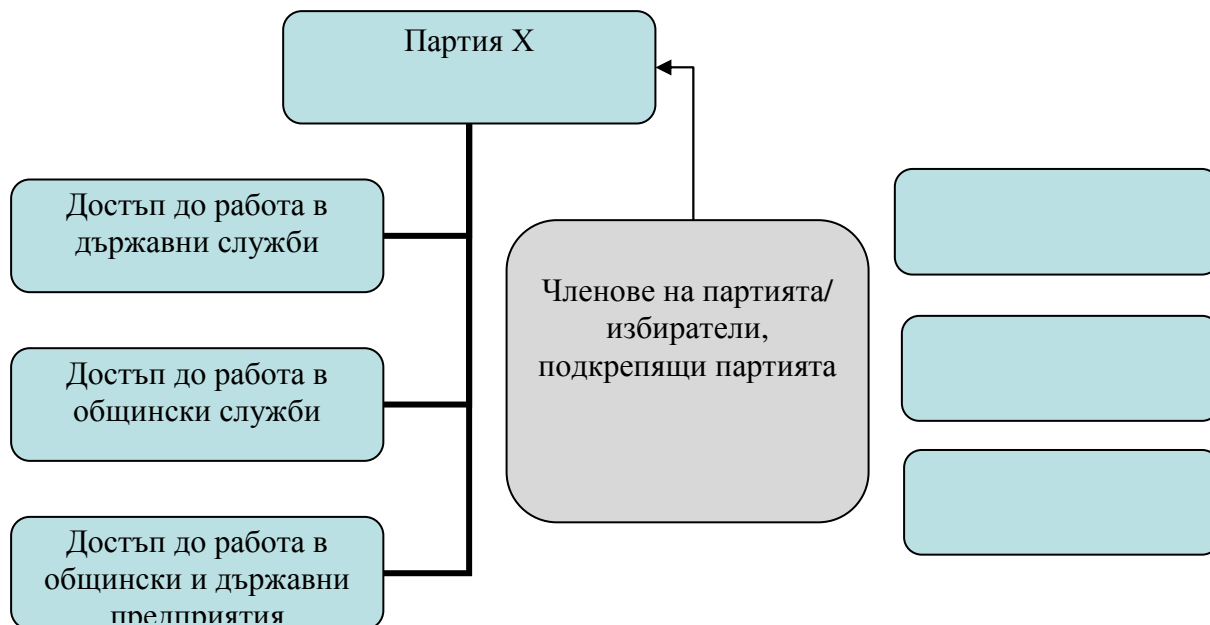 Партия X
Достъп до работа в
държавни служби
Членове на партията/
избиратели,
подкрепящи партията
Достъп до работа в
общински служби
Достъп до работа в
общински и държавни
предприятия